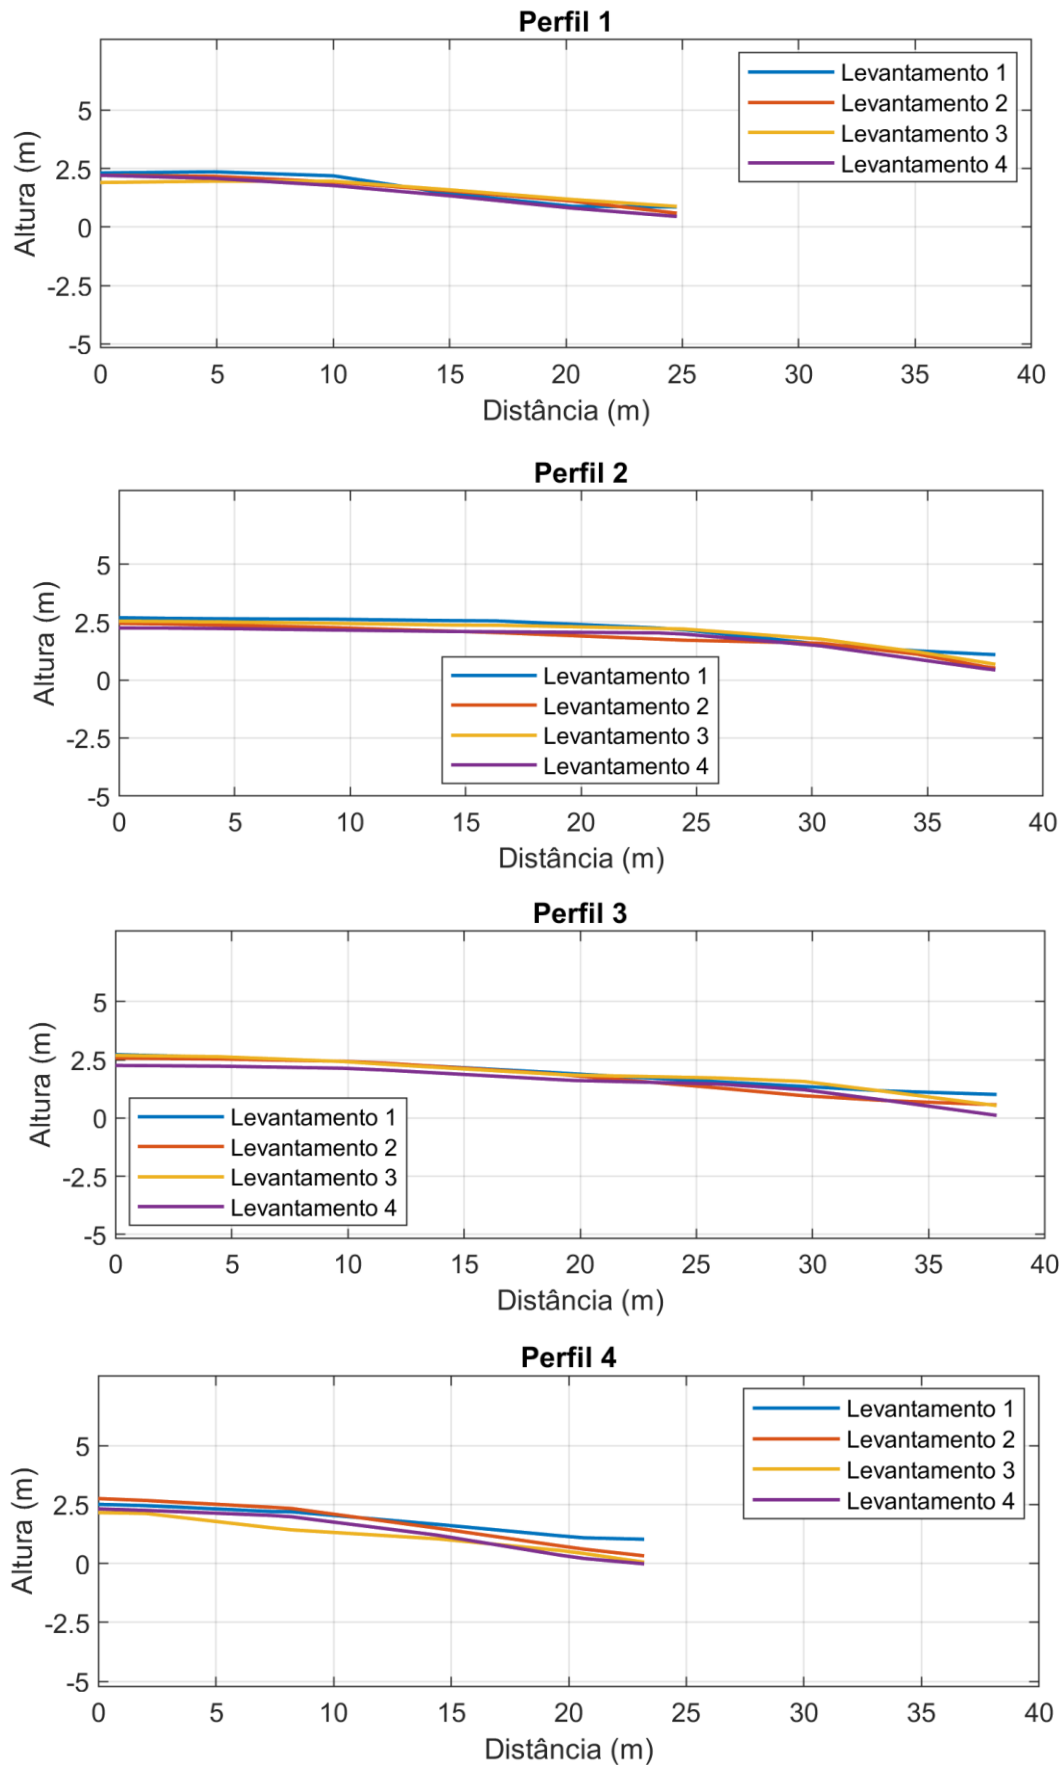 Perfil 1
Levantamento 1
Levantamento 2
Levantamento 3
Levantamento 4
Altura (m)
5
2.5
0
-2.5
-5
0 5 10 15 20 25 30 35 40
Distância (m)
Perfil 2
Altura (m)
5
2.5
0
-2.5
-5
Levantamento 1
Levantamento 2
Levantamento 3
Levantamento 4
0 5 10 15 20 25 30 35 40
Distância (m)
Perfil 3
Altura (m)
5
2.5
0
-2.5
-5
Levantamento 1
Levantamento 2
Levantamento 3
Levantamento 4
0 5 10 15 20 25 30 35 40
Distância (m)
Perfil 4
Levantamento 1
Levantamento 2
Levantamento 3
Levantamento 4
Altura (m)
5
2.5
0
-2.5
-5
0 5 10 15 20 25 30 35 40
Distância (m)